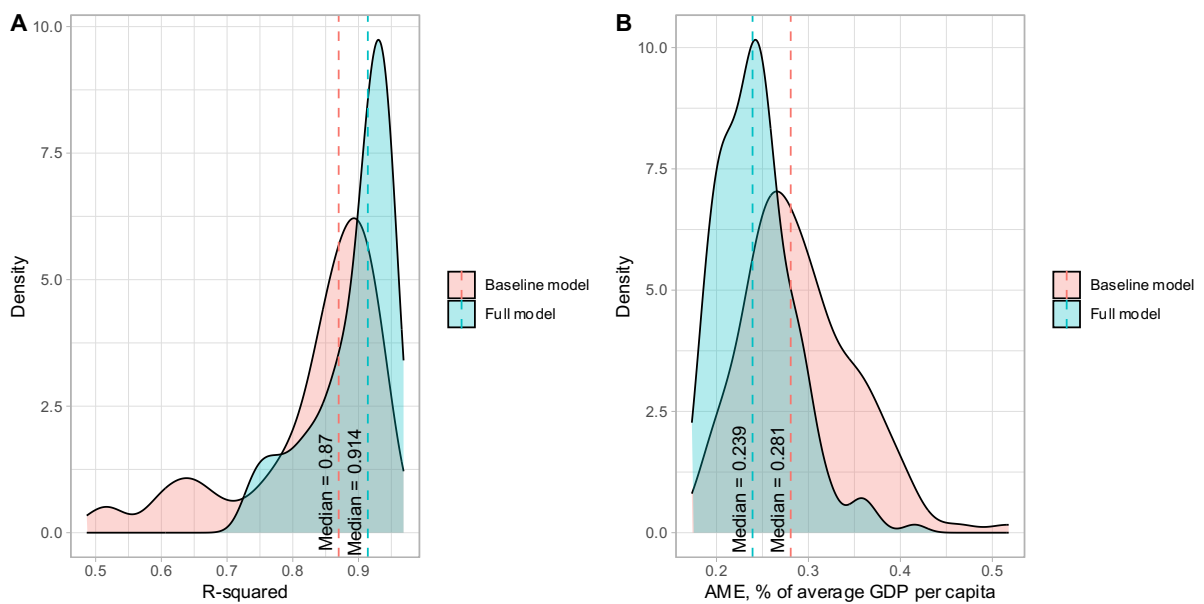 A
10.0
7.5
5.0
2.5
0.0
Density
Median = 0.87
Median = 0.914
0.5 0.6 0.7 0.8 0.9
R-squared
Baseline model
Full model
B
10.0
7.5
5.0
2.5
0.0
Density
Median = 0.239
Median = 0.281
0.2 0.3 0.4 0.5
AME, % of average GDP per capita
Baseline model
Full model